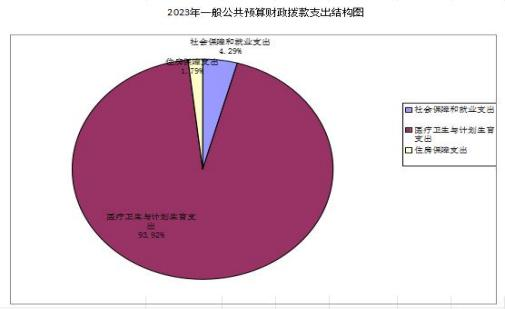 2023年一般公共预算财政拨款支出结构图
社会保障和就业支出
4.29%
住房保障支出
1.79%
医疗卫生与计划生育支
出
93.92%
社会保障和就业支出
医疗卫生与计划生育
支出
住房保障支出